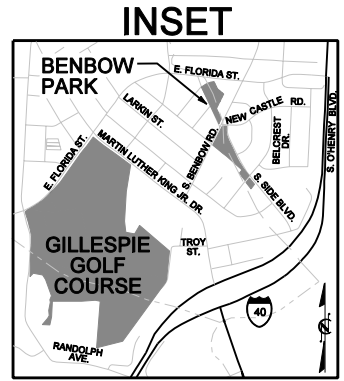 INSET
BENBOW
PARK
E. FLORIDA ST.
LARKIN ST.
NEW CASTLE RD.
S. BENBOW RD.
BELCREST
DR.
S. O'HENRY BLVD.
E. FLORIDA ST.
MARTIN LUTHER KING JR. DR.
S. SIDE BLVD.
TROY
ST.
GILLESPIE
GOLF
COURSE
40
N
RANDOLPH
AVE.